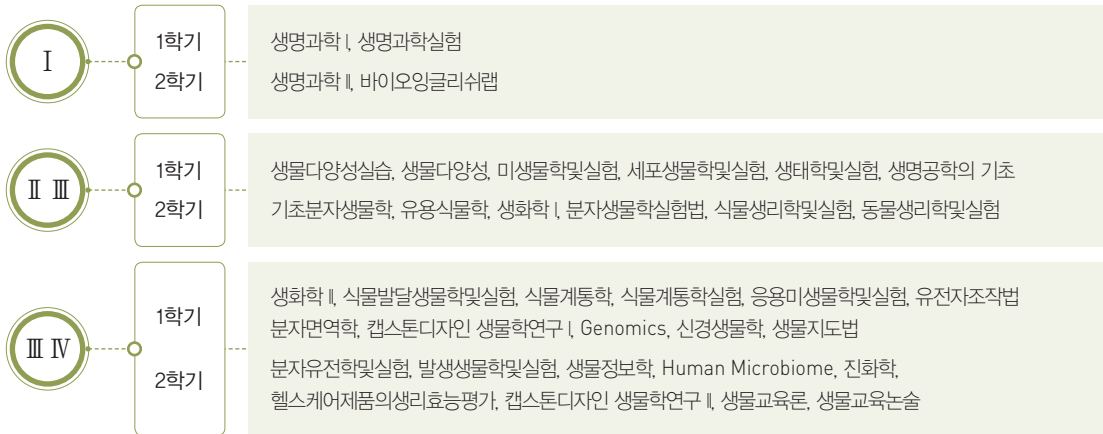 Ⅰ
1학기
생명과학 Ⅰ, 생명과학실험
2학기
생명과학 Ⅱ, 바이오잉글리쉬랩
Ⅱ Ⅲ
1학기
생물다양성실습, 생물다양성, 미생물학및실험, 세포생물학및실험, 생태학및실험, 생명공학의 기초
2학기
기초분자생물학, 유용식물학, 생화학 Ⅰ, 분자생물학실험법, 식물생리학및실험, 동물생리학및실험
Ⅲ Ⅳ
1학기
생화학 Ⅱ, 식물발달생물학및실험, 식물계통학, 식물계통학실험, 응용미생물학및실험, 유전자조작법
분자면역학, 캡스톤디자인 생물학연구 Ⅰ, Genomics, 신경생물학, 생물지도법
2학기
분자유전학및실험, 발생생물학및실험, 생물정보학, Human Microbiome, 진화학,
헬스케어제품의생리효능평가, 캡스톤디자인 생물학연구 Ⅱ, 생물교육론, 생물교육논술